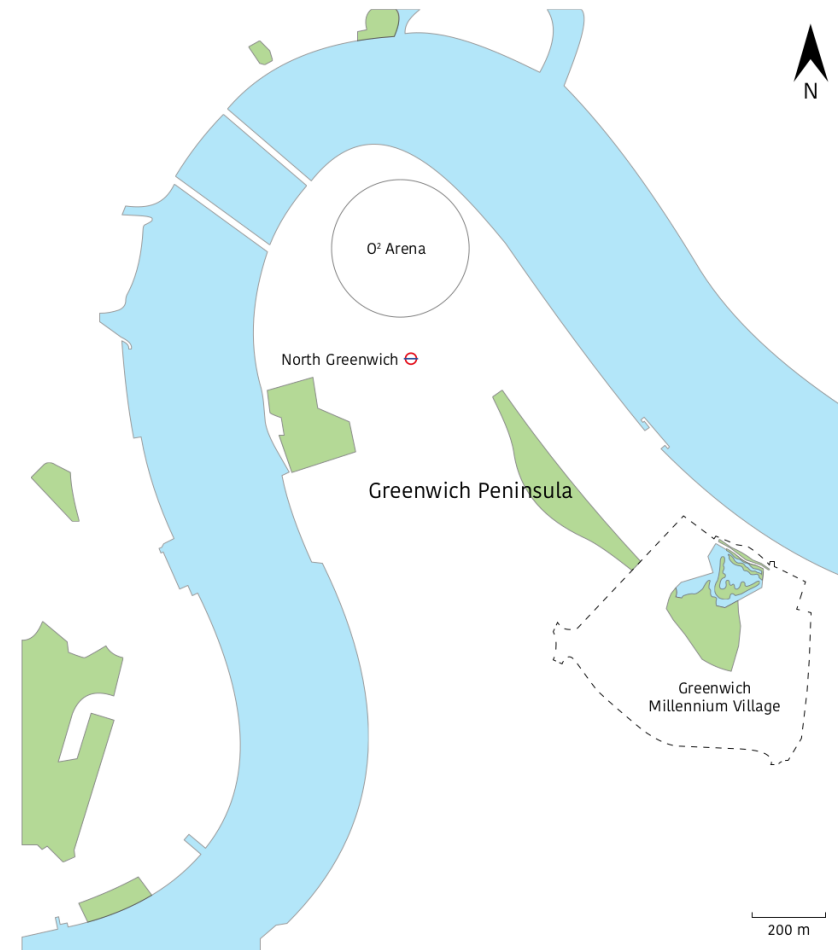 N
O² Arena
North Greenwich
Greenwich Peninsula
Greenwich
Millennium Village
200 m